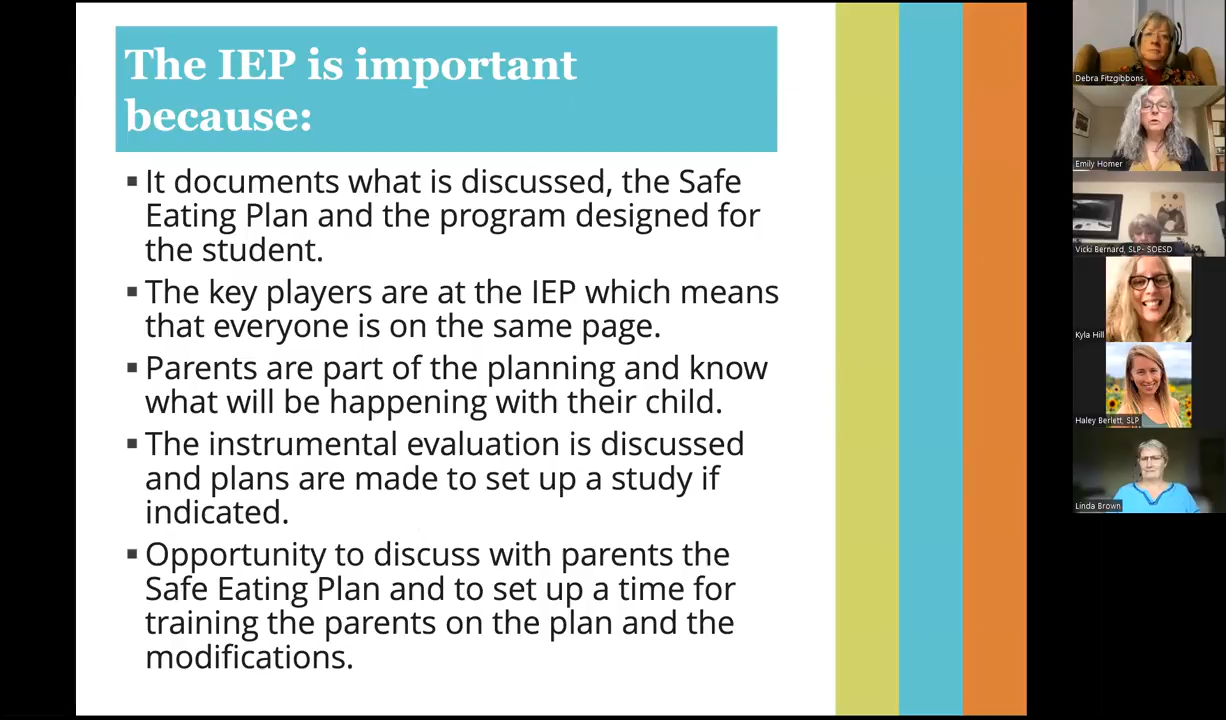 The IEP is important
because:
▪ It documents what is discussed, the Safe
Eating Plan and the program designed for
the student.
▪ The key players are at the IEP which means
that everyone is on the same page.
▪ Parents are part of the planning and know
what will be happening with their child.
▪ The instrumental evaluation is discussed
and plans are made to set up a study if
indicated.
▪ Opportunity to discuss with parents the
Safe Eating Plan and to set up a time for
training the parents on the plan and the
modifications.
Debra Fitzgibbons
Emily Homer
Vicki Bernard, SLP- SOESD
Kyla Hill
Haley Berlett, SLP
Linda Brown